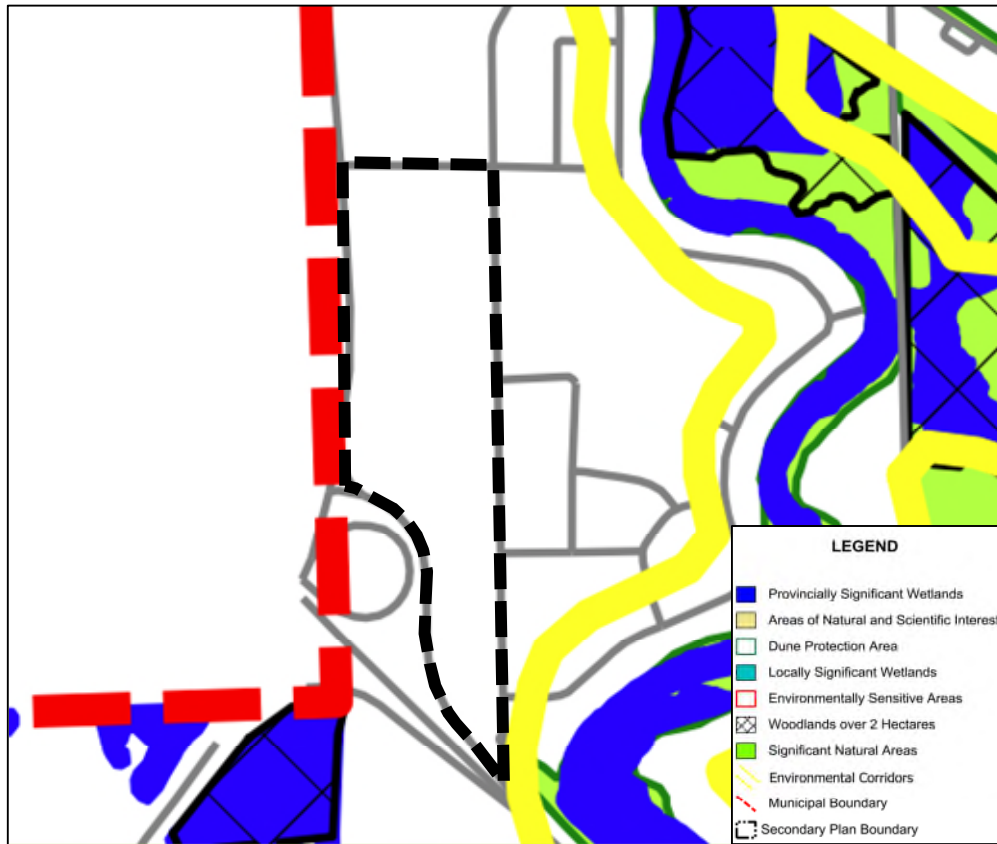 LEGEND
Provincially Significant Wetlands
Areas of Natural and Scientific Interest
Dune Protection Area
Locally Significant Wetlands
Environmentally Sensitive Areas
Woodlands over 2 Hectares
Significant Natural Areas
Environmental Corridors
Municipal Boundary
Secondary Plan Boundary